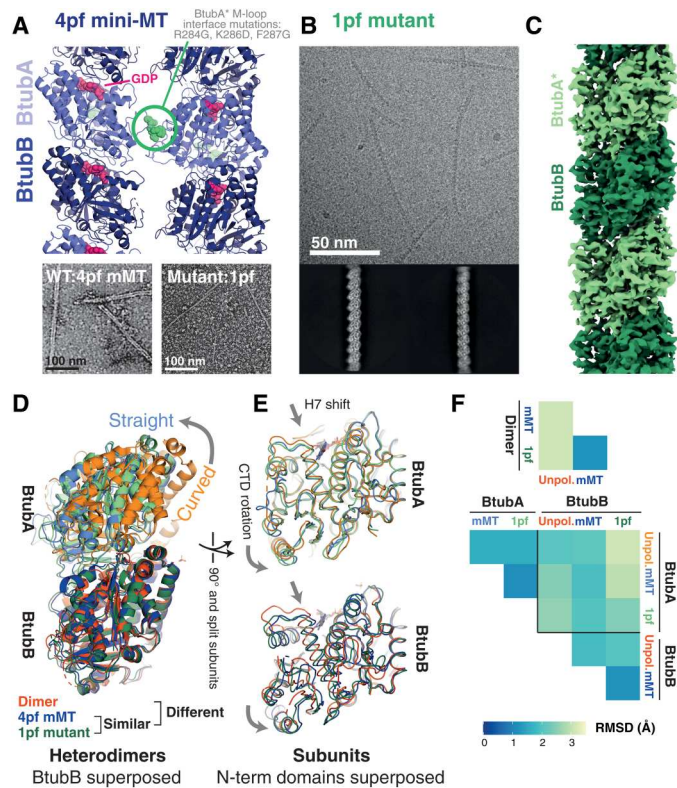 A
4pf mini-MT
BtubA* M-loop
interface mutations:
R284G, K286D, F287G
GDP
BtubA
BtubB
WT:4pf mMT
100 nm
Mutant:1pf
100 nm
B
1pf mutant
50 nm
C
BtubA*
BtubB
D
Straight
Curved
BtubA
BtubB
90° and split subunits
Dimer
4pf mMT
1pf mutant
Similar
Different
Heterodimers
BtubB superposed
E
H7 shift
CTD rotation
BtubA
BtubB
Subunits
N-term domains superposed
F
Dimer
mMT
1pf
Unpol. mMT
BtubA
BtubB
mMT
1pf
Unpol. mMT
1pf
Unpol. mMT
1pf
BtubA
Unpol. mMT
BtubB
RMSD (Å)
0
1
2
3